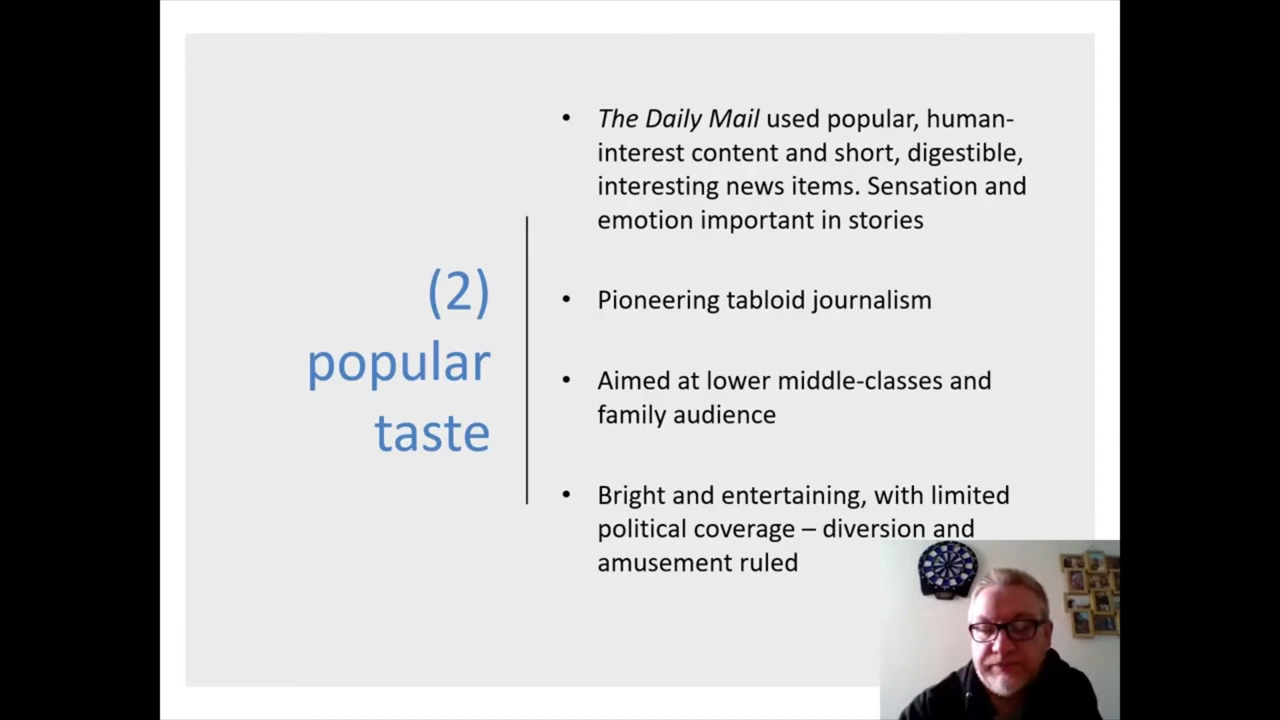 (2)
popular
taste
• The Daily Mail used popular, human-
interest content and short, digestible,
interesting news items. Sensation and
emotion important in stories
• Pioneering tabloid journalism
• Aimed at lower middle-classes and
family audience
• Bright and entertaining, with limited
political coverage – diversion and
amusement ruled